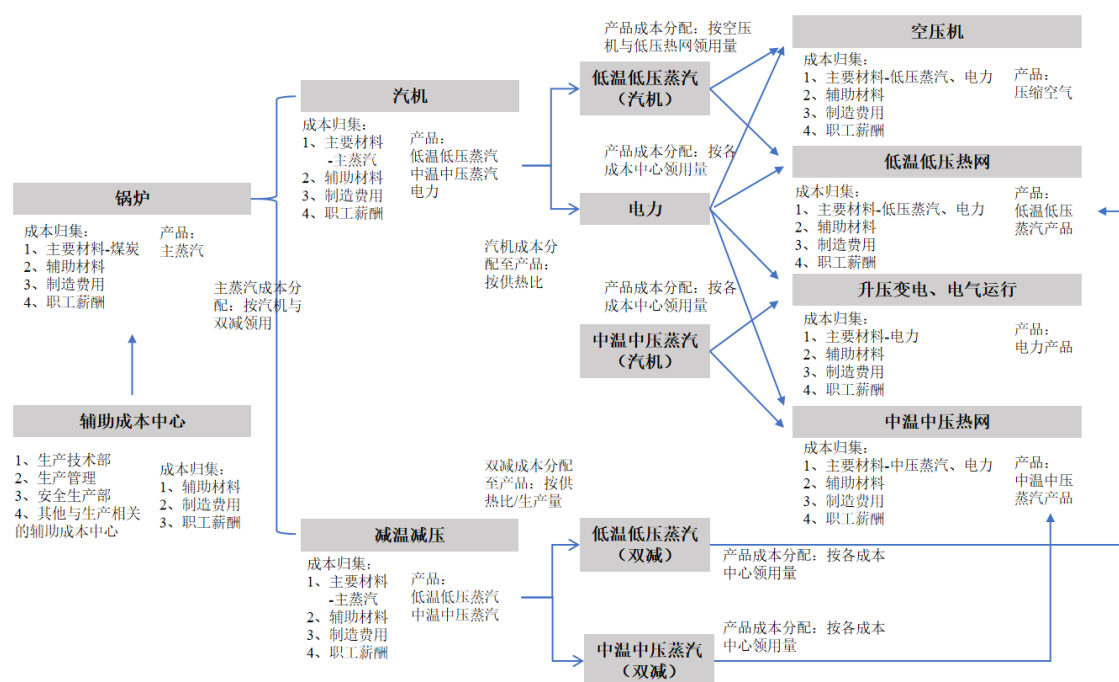 辅助成本中心
1、生产技术部
2、生产管理
3、安全生产部
4、其他与生产相关
的辅助成本中心
成本归集：
1、辅助材料
2、制造费用
3、职工薪酬
锅炉
成本归集：
1、主要材料-煤炭
2、辅助材料
3、制造费用
4、职工薪酬
产品：
主蒸汽
主蒸汽成本分
配：按汽机与
双减领用
汽机
成本归集：
1、主要材料
-主蒸汽
2、辅助材料
3、制造费用
4、职工薪酬
产品：
低温低压蒸汽
中温中压蒸汽
电力
汽机成本分
配至产品：
按供热比
减温减压
成本归集：
1、主要材料
-主蒸汽
2、辅助材料
3、制造费用
4、职工薪酬
产品：
低温低压蒸汽
中温中压蒸汽
双减成本分配
至产品：按供
热比/生产量
产品成本分配：按空压
机与低压热网领用量
低温低压蒸汽
（汽机）
产品成本分配：按各
成本中心领用量
电力
产品成本分配：按各
成本中心领用量
中温中压蒸汽
（汽机）
低温低压蒸汽
（双减）
产品成本分配：按各成本
中心领用量
中温中压蒸汽
（双减）
产品成本分配：按各成本
中心领用量
空压机
成本归集：
1、主要材料-低压蒸汽、电力
2、辅助材料
3、制造费用
4、职工薪酬
产品：
压缩空气
低温低压热网
成本归集：
1、主要材料-低压蒸汽、电力
2、辅助材料
3、制造费用
4、职工薪酬
产品：
低温低压
蒸汽产品
升压变电、电气运行
成本归集：
1、主要材料-电力
2、辅助材料
3、制造费用
4、职工薪酬
产品：
电力产品
中温中压热网
成本归集：
1、主要材料-中压蒸汽、电力
2、辅助材料
3、制造费用
4、职工薪酬
产品：
中温中压
蒸汽产品